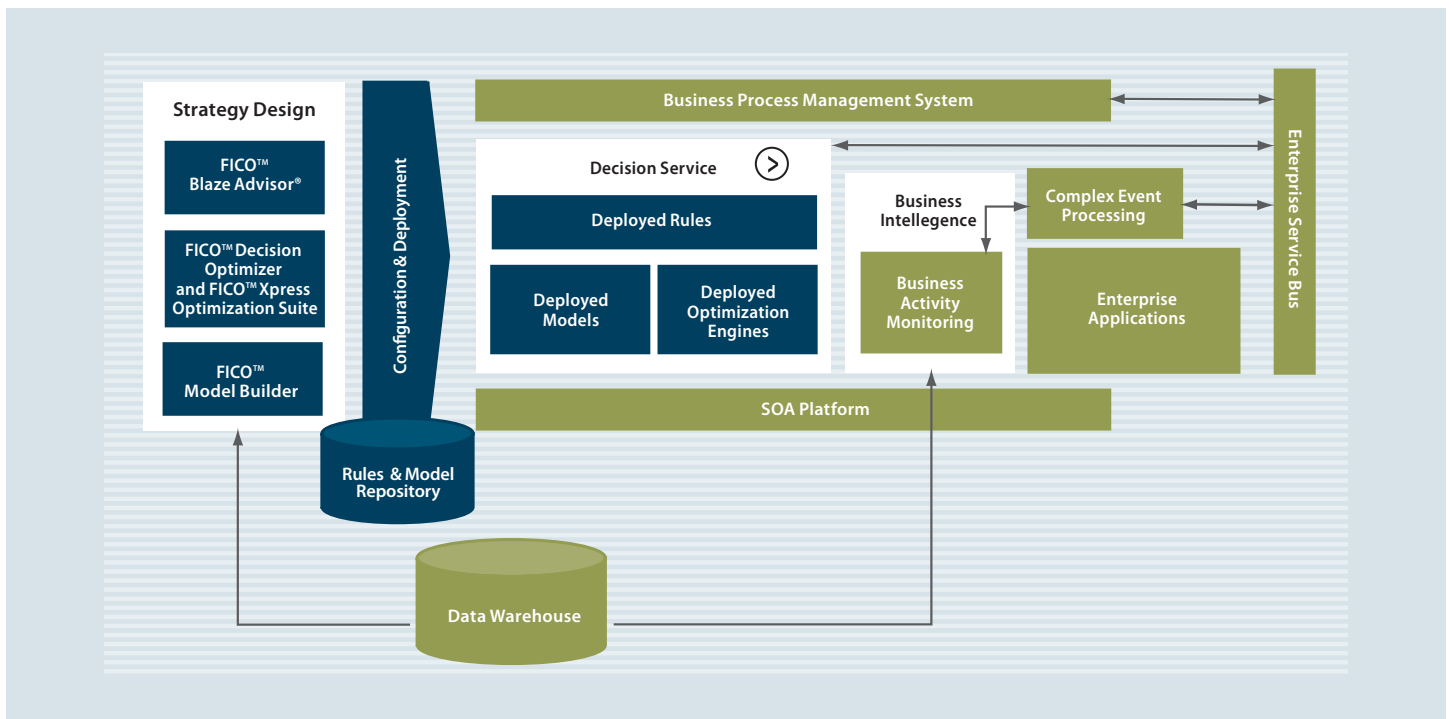 Strategy Design
FICO™
Blaze Advisor®
FICO™ Decision
Optimizer
and FICO™ Xpress
Optimization Suite
FICO™
Model Builder
Configuration & Deployment
Rules & Model
Repository
Business Process Management System
Decision Service
Deployed Rules
Deployed
Models
Deployed
Optimization
Engines
Business
Intellegence
Business
Activity
Monitoring
Complex Event
Processing
Enterprise
Applications
Enterprise Service Bus
SOA Platform
Data Warehouse